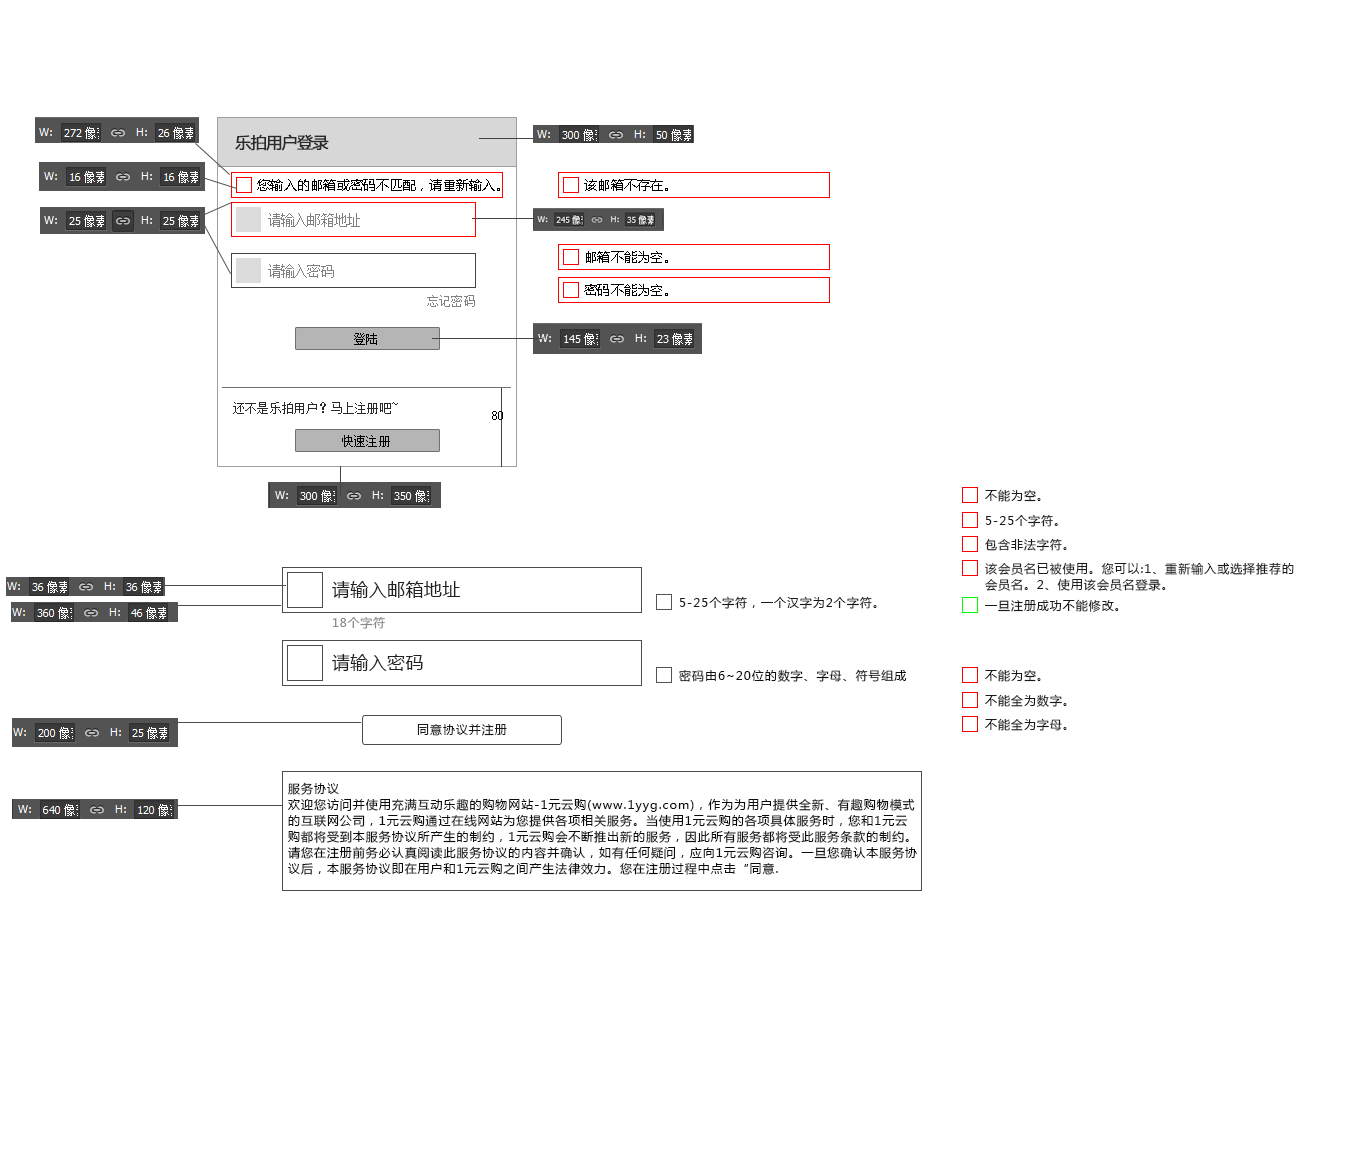 W: 272 像 H: 26 像素
乐拍用户登录
W: 300 像 H: 50 像素
W: 16 像素 H: 16 像素
您输入的邮箱或密码不匹配，请重新输入。
该邮箱不存在。
W: 25 像素 H: 25 像素
请输入邮箱地址
W: 245 像 H: 35 像素
邮箱不能为空。
请输入密码
密码不能为空。
忘记密码
登陆
W: 145 像 H: 23 像素
还不是乐拍用户？马上注册吧~
80
快速注册
W: 300 像 H: 350 像
不能为空。
5-25个字符。
包含非法字符。
该会员名已被使用。您可以:1、重新输入或选择推荐的
会员名。2、使用该会员名登录。
一旦注册成功不能修改。
W: 36 像素 H: 36 像素
请输入邮箱地址
W: 360 像 H: 46 像素
5-25个字符，一个汉字为2个字符。
18个字符
请输入密码
密码由6~20位的数字、字母、符号组成
不能为空。
不能全为数字。
不能全为字母。
W: 200 像 H: 25 像素
同意协议并注册
W: 640 像 H: 120 像
服务协议
欢迎您访问并使用充满互动乐趣的购物网站-1元云购(www.1yyg.com)，作为为用户提供全新、有趣购物模式
的互联网公司，1元云购通过在线网站为您提供各项相关服务。当使用1元云购的各项具体服务时，您和1元云
购都将受到本服务协议所产生的制约，1元云购会不断推出新的服务，因此所有服务都将受此服务条款的制约。
请您在注册前务必认真阅读此服务协议的内容并确认，如有任何疑问，应向1元云购咨询。一旦您确认本服务协
议后，本服务协议即在用户和1元云购之间产生法律效力。您在注册过程中点击“同意.